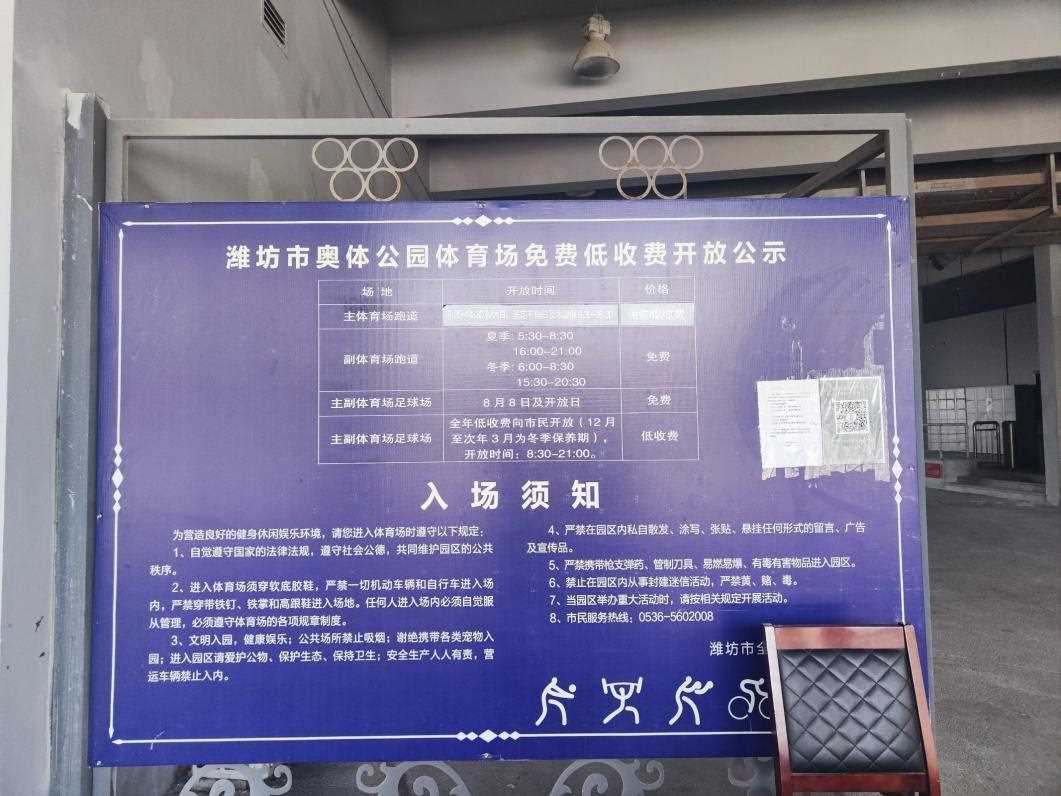 潍坊市奥体公园体育场免费低收费开放公示
场 地 开放时间 价格
主体育场跑道
副体育场跑道 夏季: 5:30-8:30 免费
16:00-21:00
冬季: 6:00-8:30
15:30-20:30
主副体育场足球场 8月8日及开放日 免费
主副体育场足球场 全年低收费向市民开放(12月 低收费
至次年3月为冬季保养期),
开放时间: 8:30-21:00。
入场须知
为营造良好的健身休闲娱乐环境,请您进入体育场时遵守以下规定:
1、自觉遵守国家的法律法规,遵守社会公德,共同维护园区的公共
秩序。
2、进入体育场须穿软底胶鞋,严禁一切机动车辆和自行车进入场
内,严禁穿带铁钉、铁掌和高跟鞋进入场地。任何人进入场内必须自觉服
从管理,必须遵守体育场的各项规章制度。
3、文明入园,健康娱乐;公共场所禁止吸烟;谢绝携带各类宠物入
园;进入园区请爱护公物、保护生态、保持卫生;安全生产人人有责,营
运车辆禁止入内。
4、严禁在园区内私自散发、涂写、张贴、悬挂任何形式的留言、广告
及宣传品。
5、严禁携带枪支弹药、管制刀具、易燃易爆、有毒有害物品进入园区。
6、禁止在园区内从事封建迷信活动,严禁黄、赌、毒。
7、当园区举办重大活动时,请按相关规定开展活动。
8、市民服务热线: 0536-5602008
潍坊市全